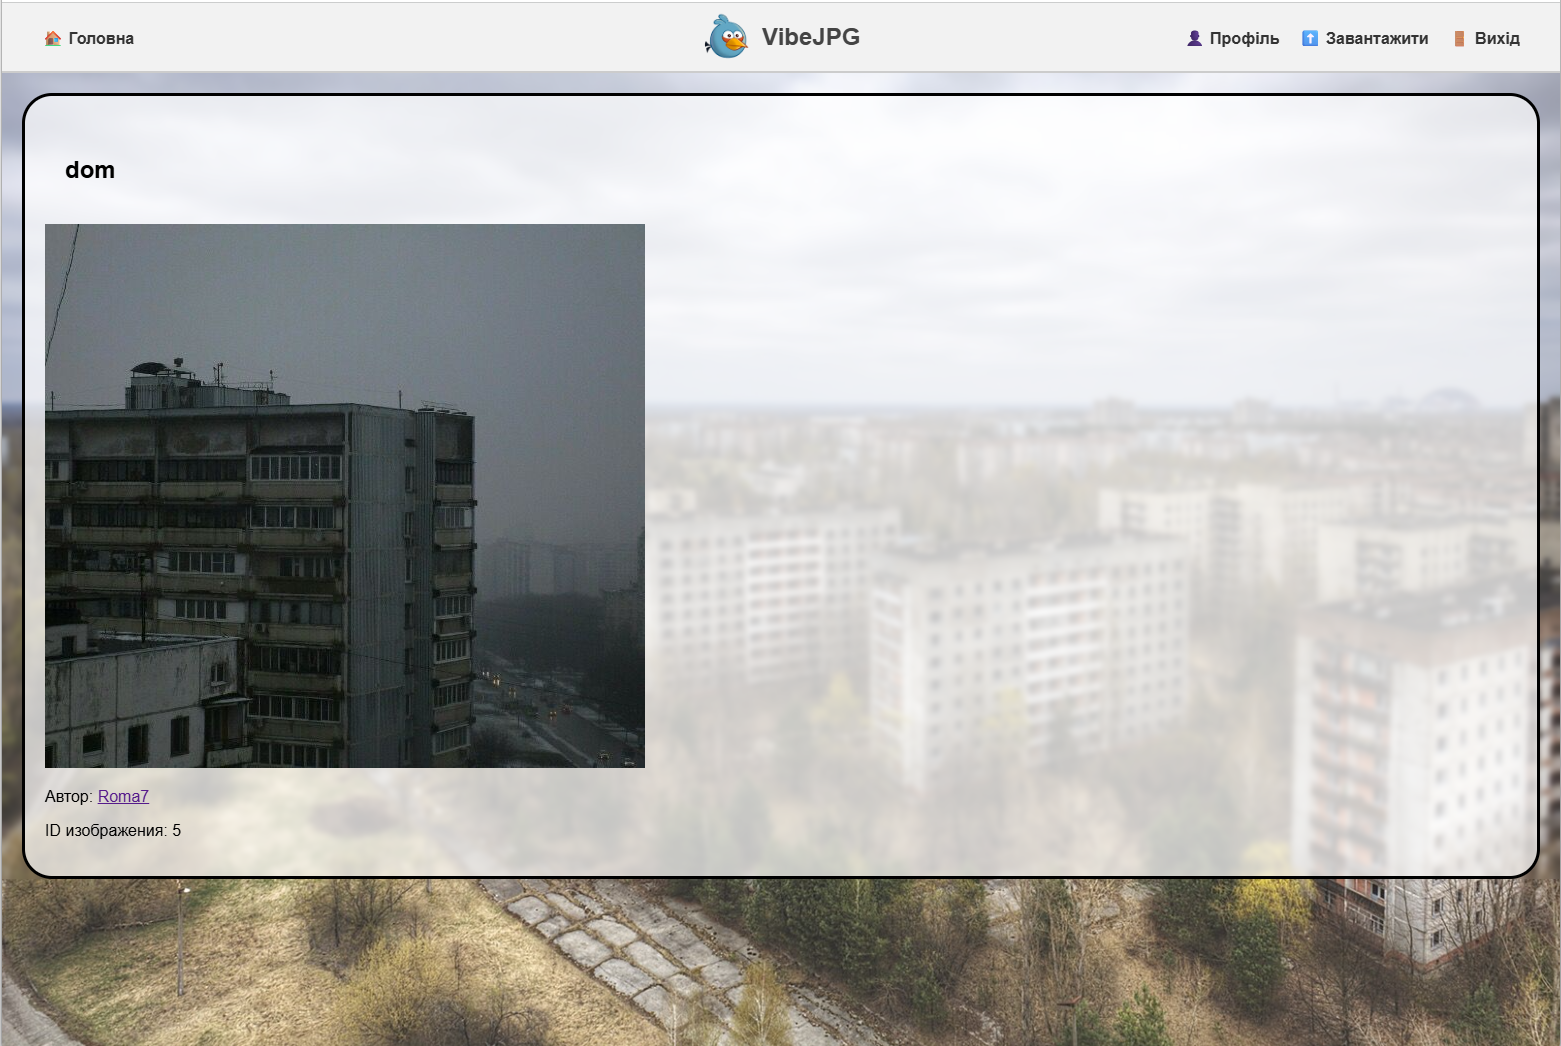 Головна
VibeJPG
Профіль
Завантажити
Вихід
dom
Автор: Roma7
ID изображения: 5